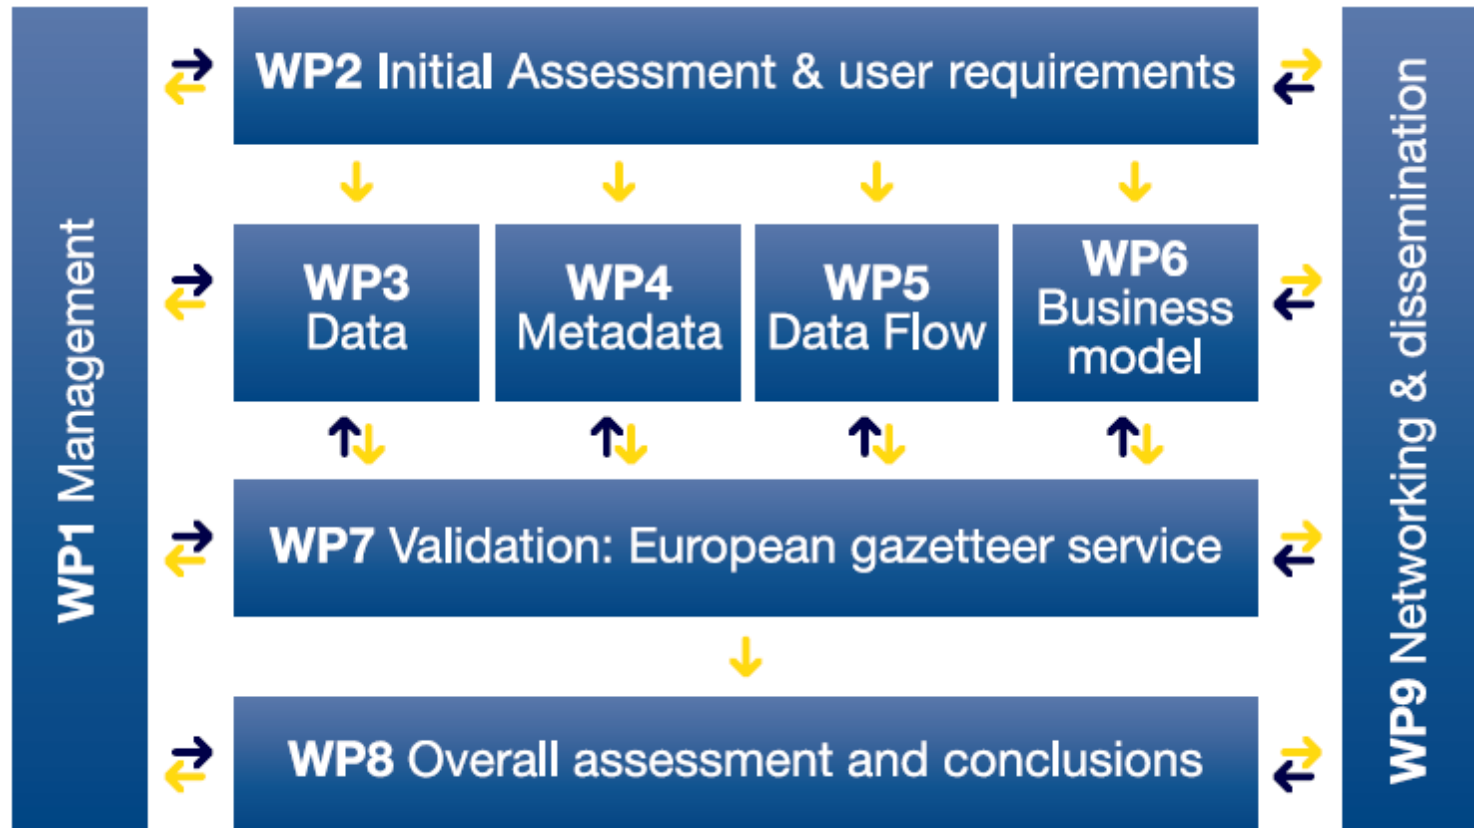 WP1 Management
WP2 Initial Assessment & user requirements
WP3
Data
WP4
Metadata
WP5
Data Flow
WP6
Business
model
WP7 Validation: European gazetteer service
WP8 Overall assessment and conclusions
WP9 Networking & dissemination